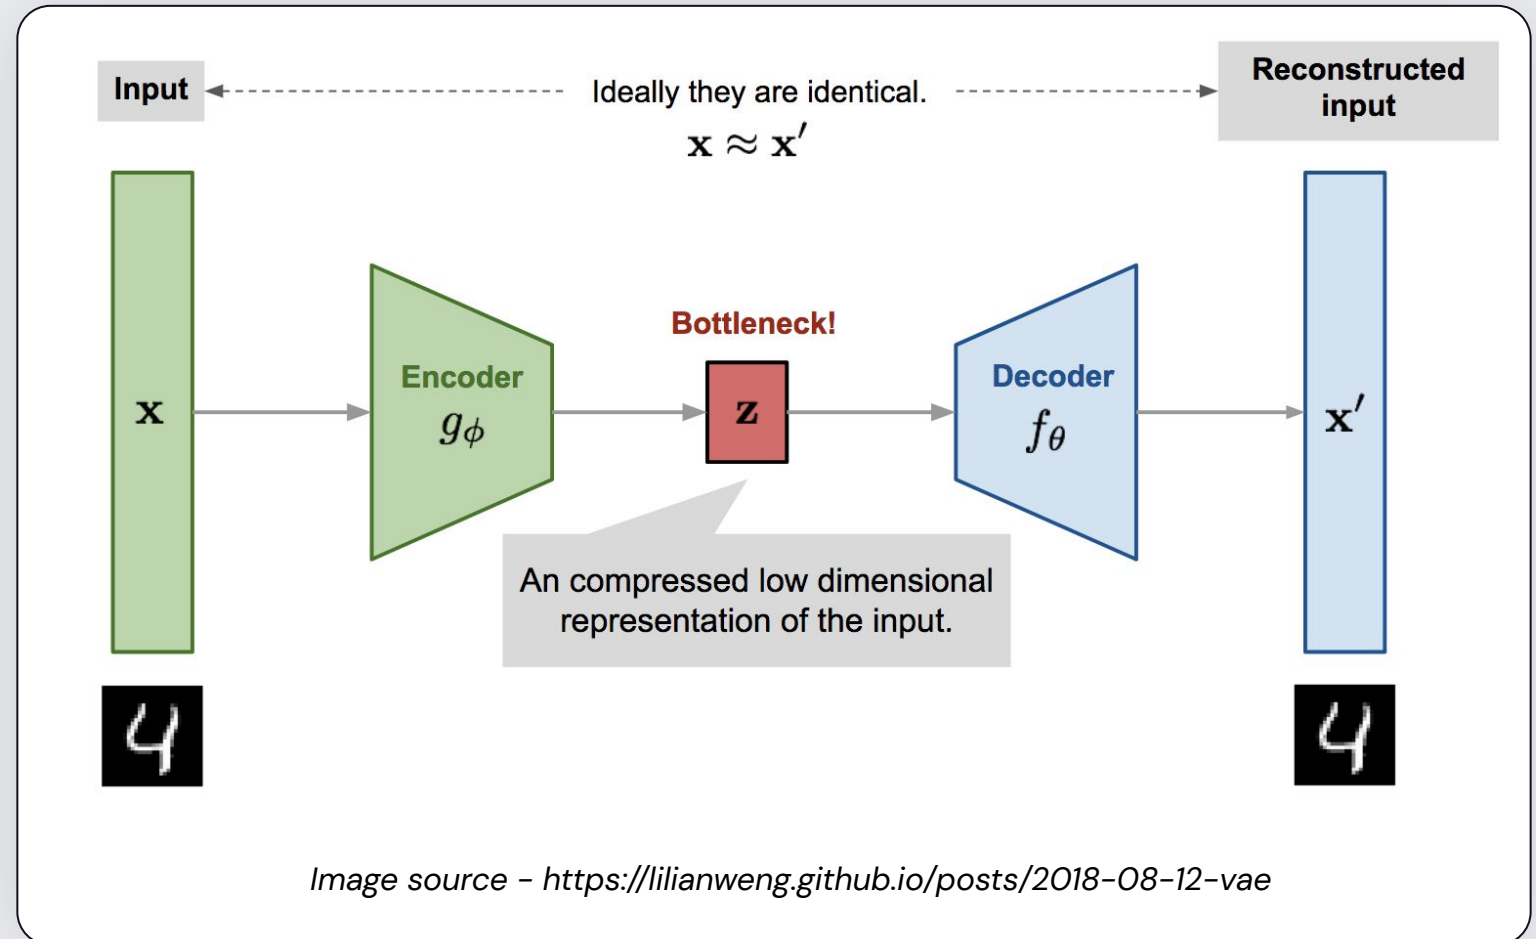 Input
Ideally they are identical.
x ≈ x′
Reconstructed
input
x
Encoder
gϕ
Bottleneck!
z
Decoder
fθ
x′
An compressed low dimensional
representation of the input.
4
4
Image source - https://lilianweng.github.io/posts/2018-08-12-vae